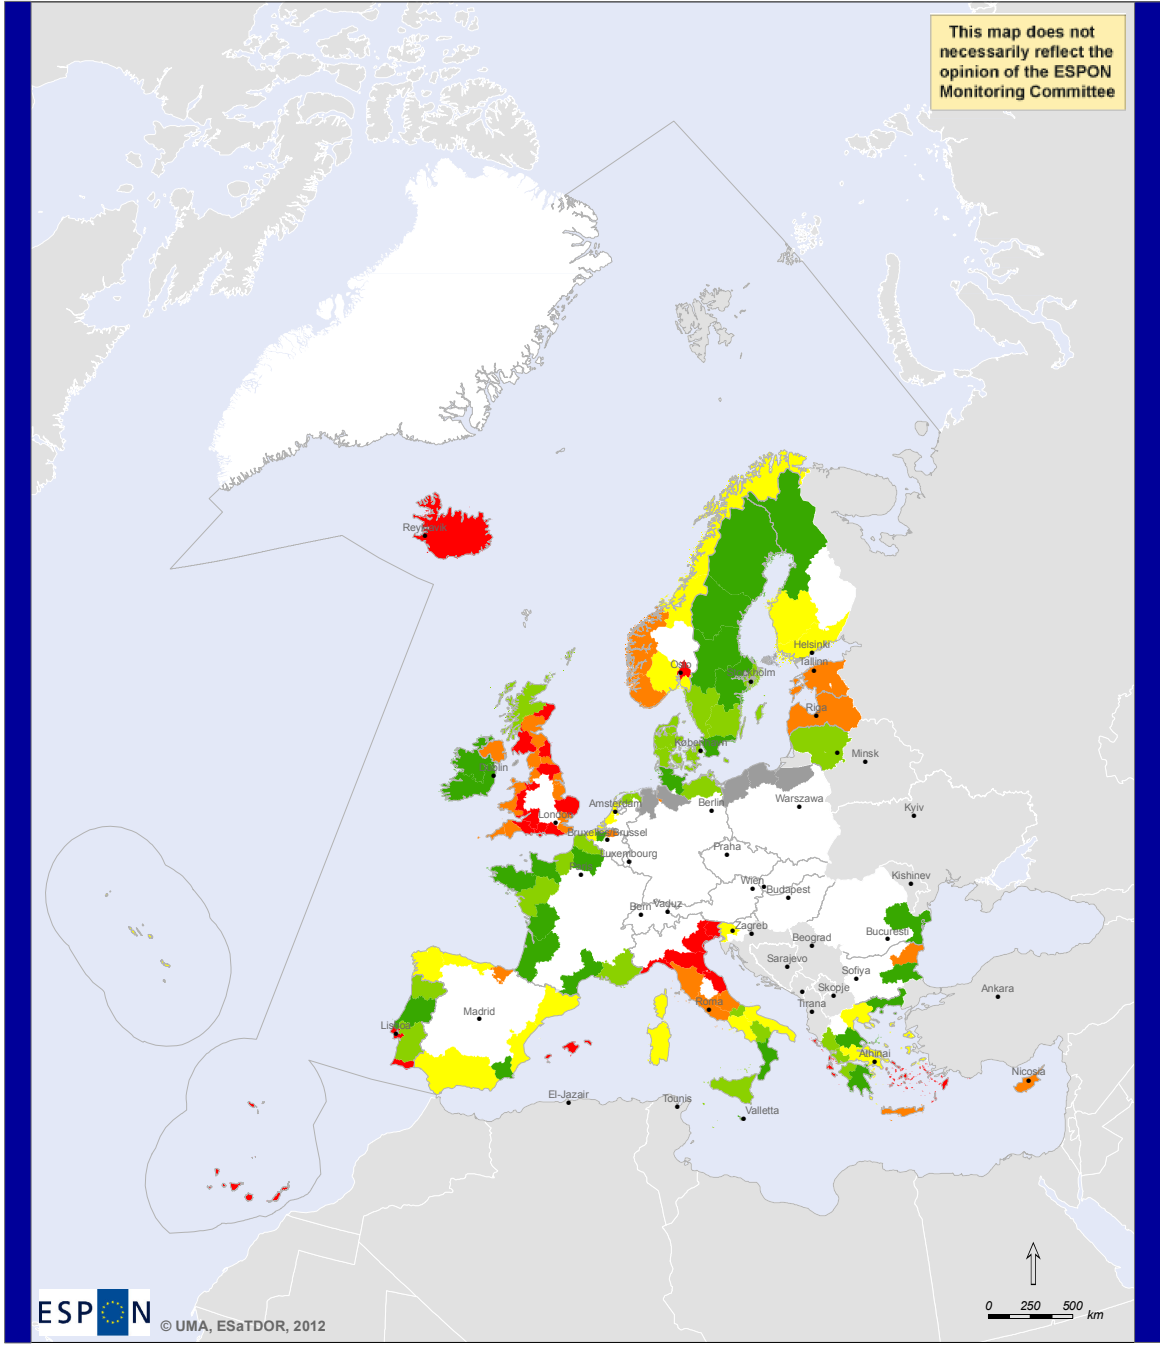 This map does not
necessarily reflect the
opinion of the ESPON
Monitoring Committee
Reykjavik
Helsinki
Oslo
Tallinn
Stockholm
Riga
København
Minsk
Dublin
Amsterdam
Berlin
Warszawa
London
Kyiv
Bruxelles/Brussel
Praha
Luxembourg
Paris
Kishinev
Wien
Budapest
Bern
Vaduz
Zagreb
Bucuresti
Beograd
Sarajevo
Sofiya
Skopje
Ankara
Roma
Tirana
Madrid
Lisboa
Athinai
Nicosia
El-Jazair
Tounis
Valletta
0 250 500
km
ESPON
© UMA, ESaTDOR, 2012